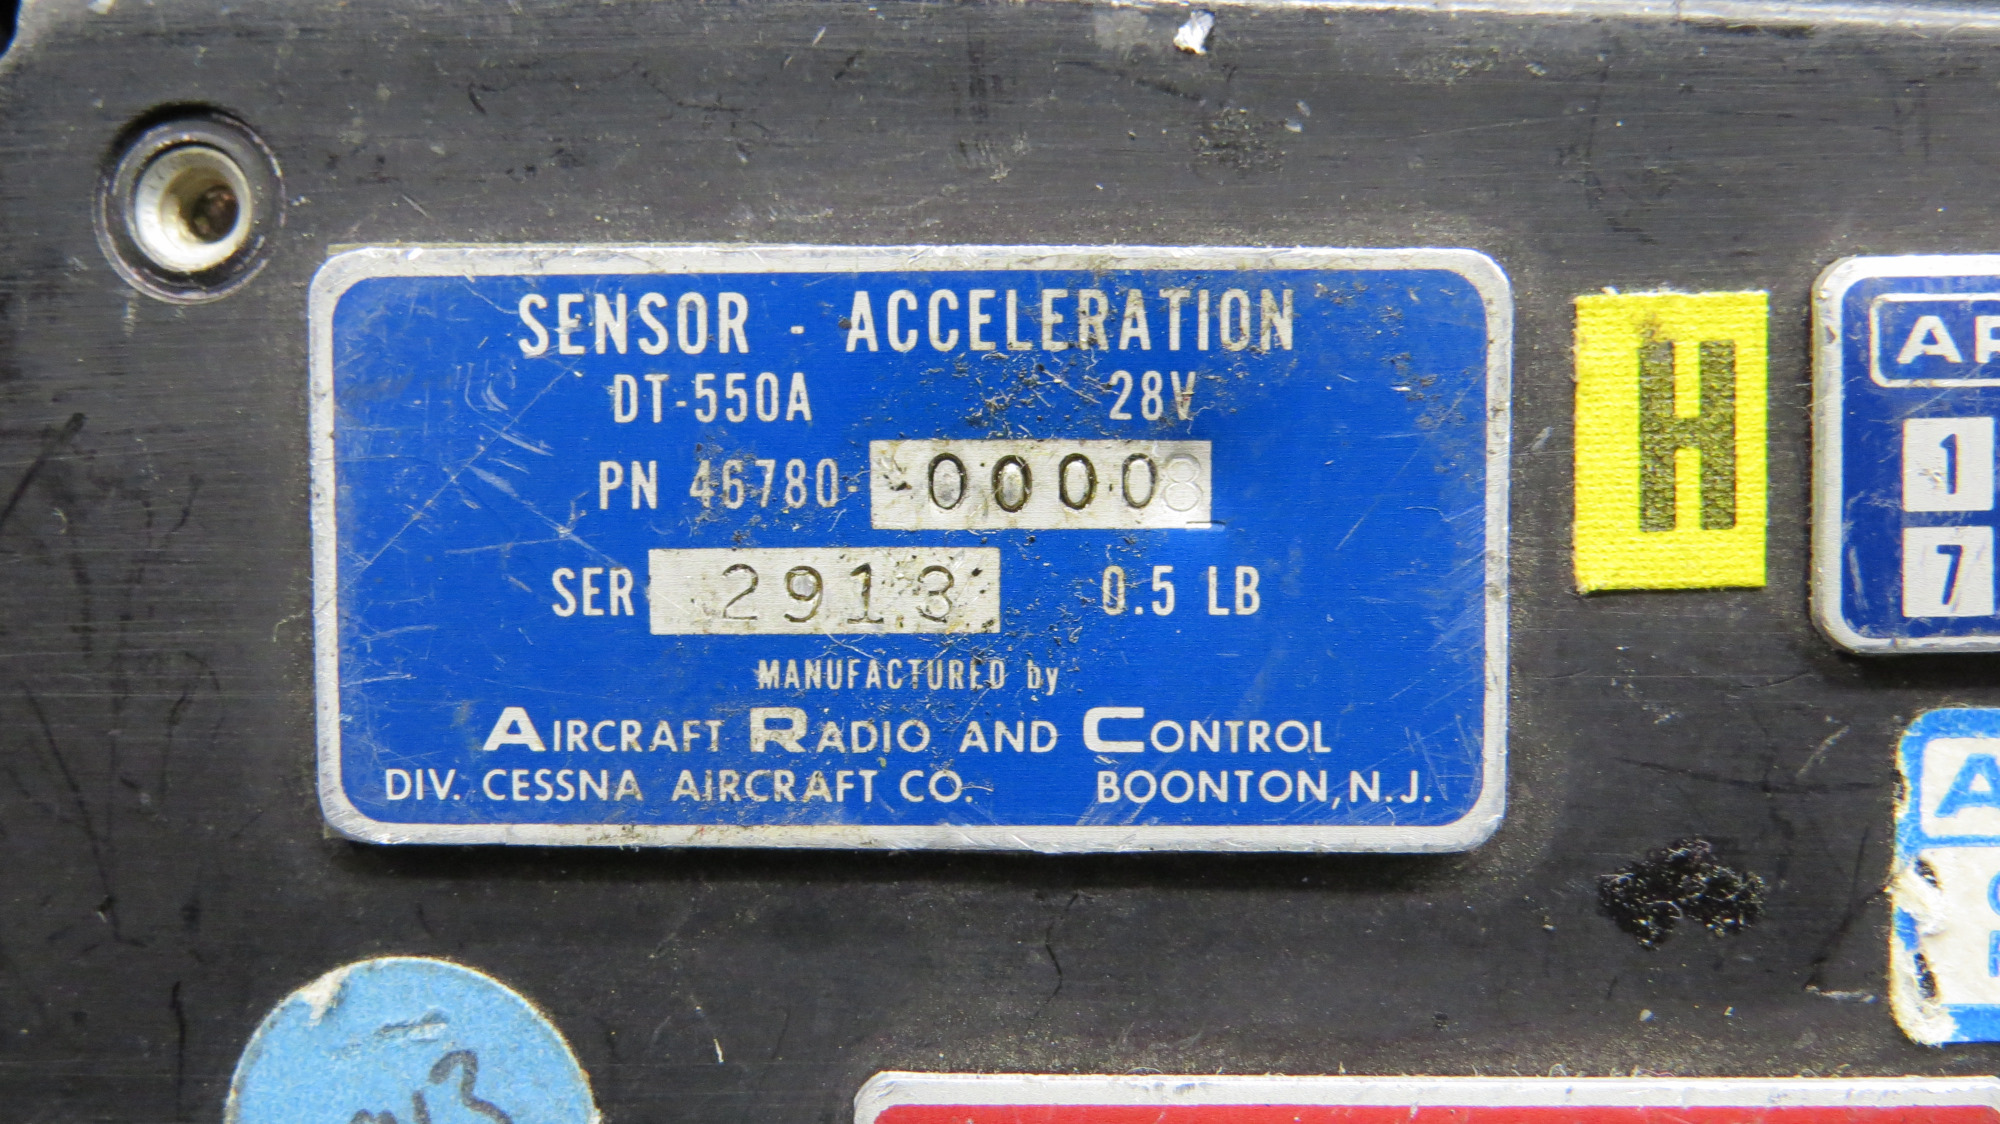 SENSOR - ACCELERATION
DT-550A 28V
PN 46780- -00008
SER 2913 0.5 LB
MANUFACTURED by
AIRCRAFT RADIO AND CONTROL
DIV. CESSNA AIRCRAFT CO. BOONTON, N.J.
H
1
7
A
913